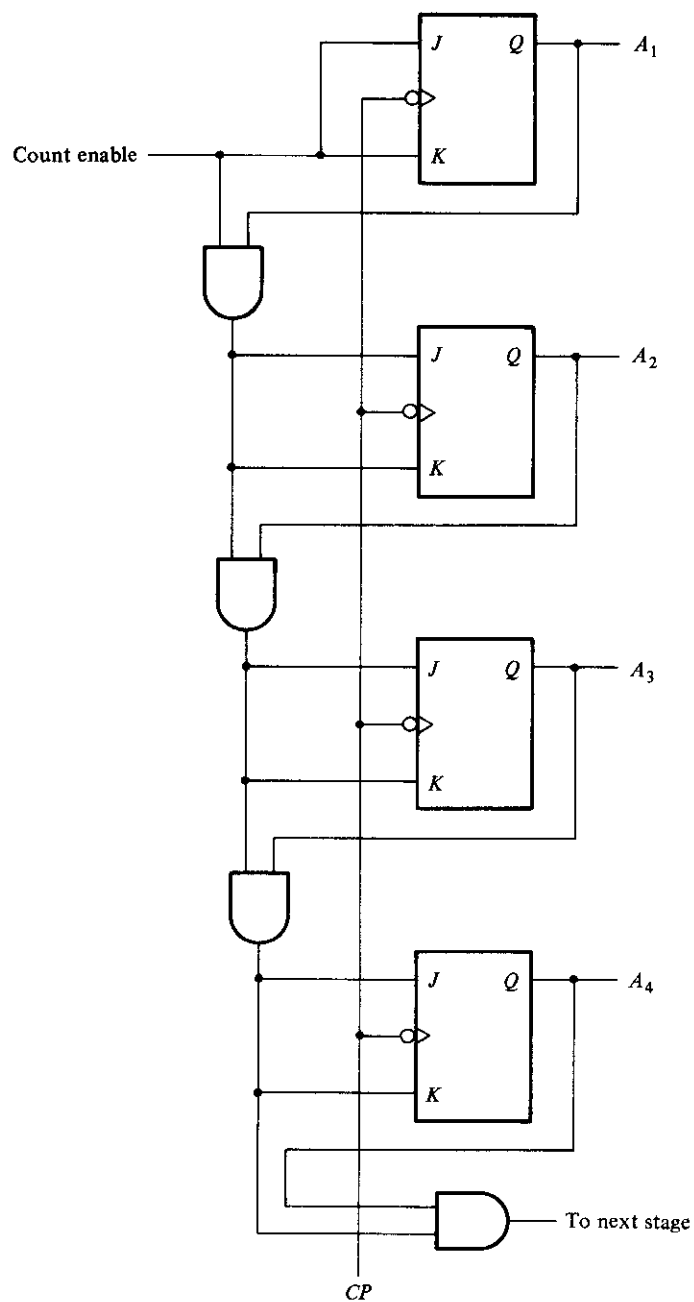 J Q A1
Count enable
K
J Q A2
K
J Q A3
K
J Q A4
K
To next stage
CP